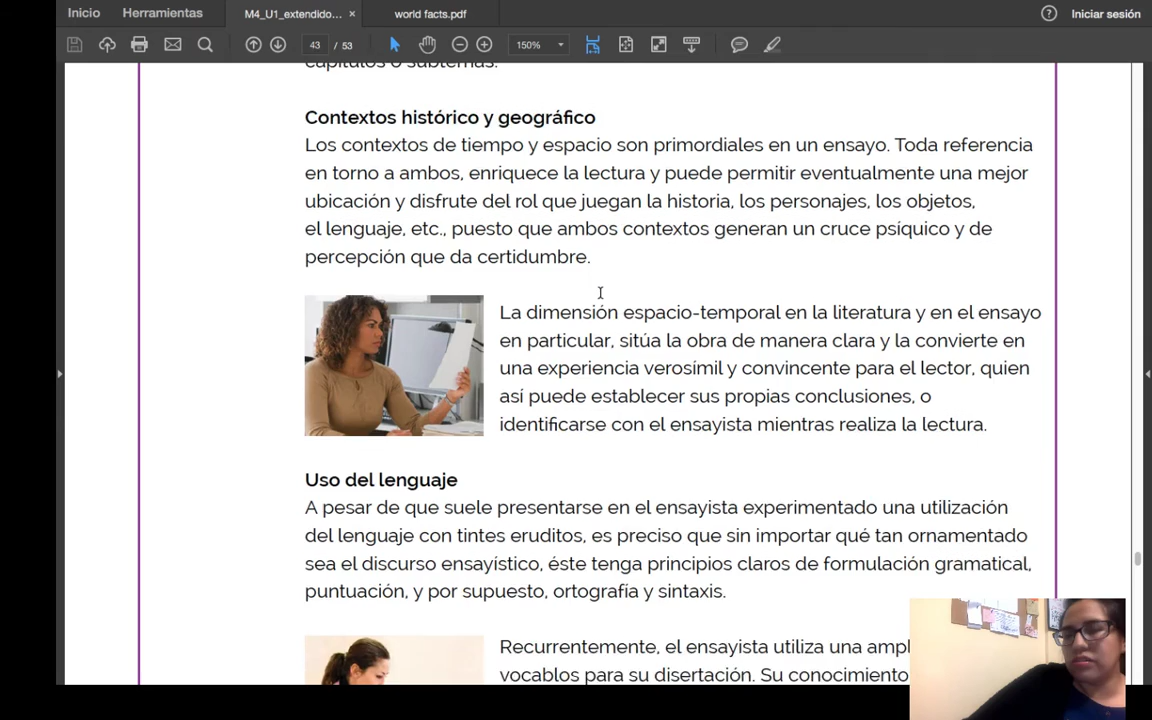 Inicio
Herramientas
M4_U1_extendido... ×
world facts.pdf
Iniciar sesión
43 / 53
150%
capítulos o subtemas.
Contextos histórico y geográfico
Los contextos de tiempo y espacio son primordiales en un ensayo. Toda referencia
en torno a ambos, enriquece la lectura y puede permitir eventualmente una mejor
ubicación y disfrute del rol que juegan la historia, los personajes, los objetos,
el lenguaje, etc., puesto que ambos contextos generan un cruce psíquico y de
percepción que da certidumbre.
La dimensión espacio-temporal en la literatura y en el ensayo
en particular, sitúa la obra de manera clara y la convierte en
una experiencia verosímil y convincente para el lector, quien
así puede establecer sus propias conclusiones, o
identificarse con el ensayista mientras realiza la lectura.
Uso del lenguaje
A pesar de que suele presentarse en el ensayista experimentado una utilización
del lenguaje con tintes eruditos, es preciso que sin importar qué tan ornamentado
sea el discurso ensayístico, éste tenga principios claros de formulación gramatical,
puntuación, y por supuesto, ortografía y sintaxis.
Recurrentemente, el ensayista utiliza una
vocablos para su disertación. Su conocimiento